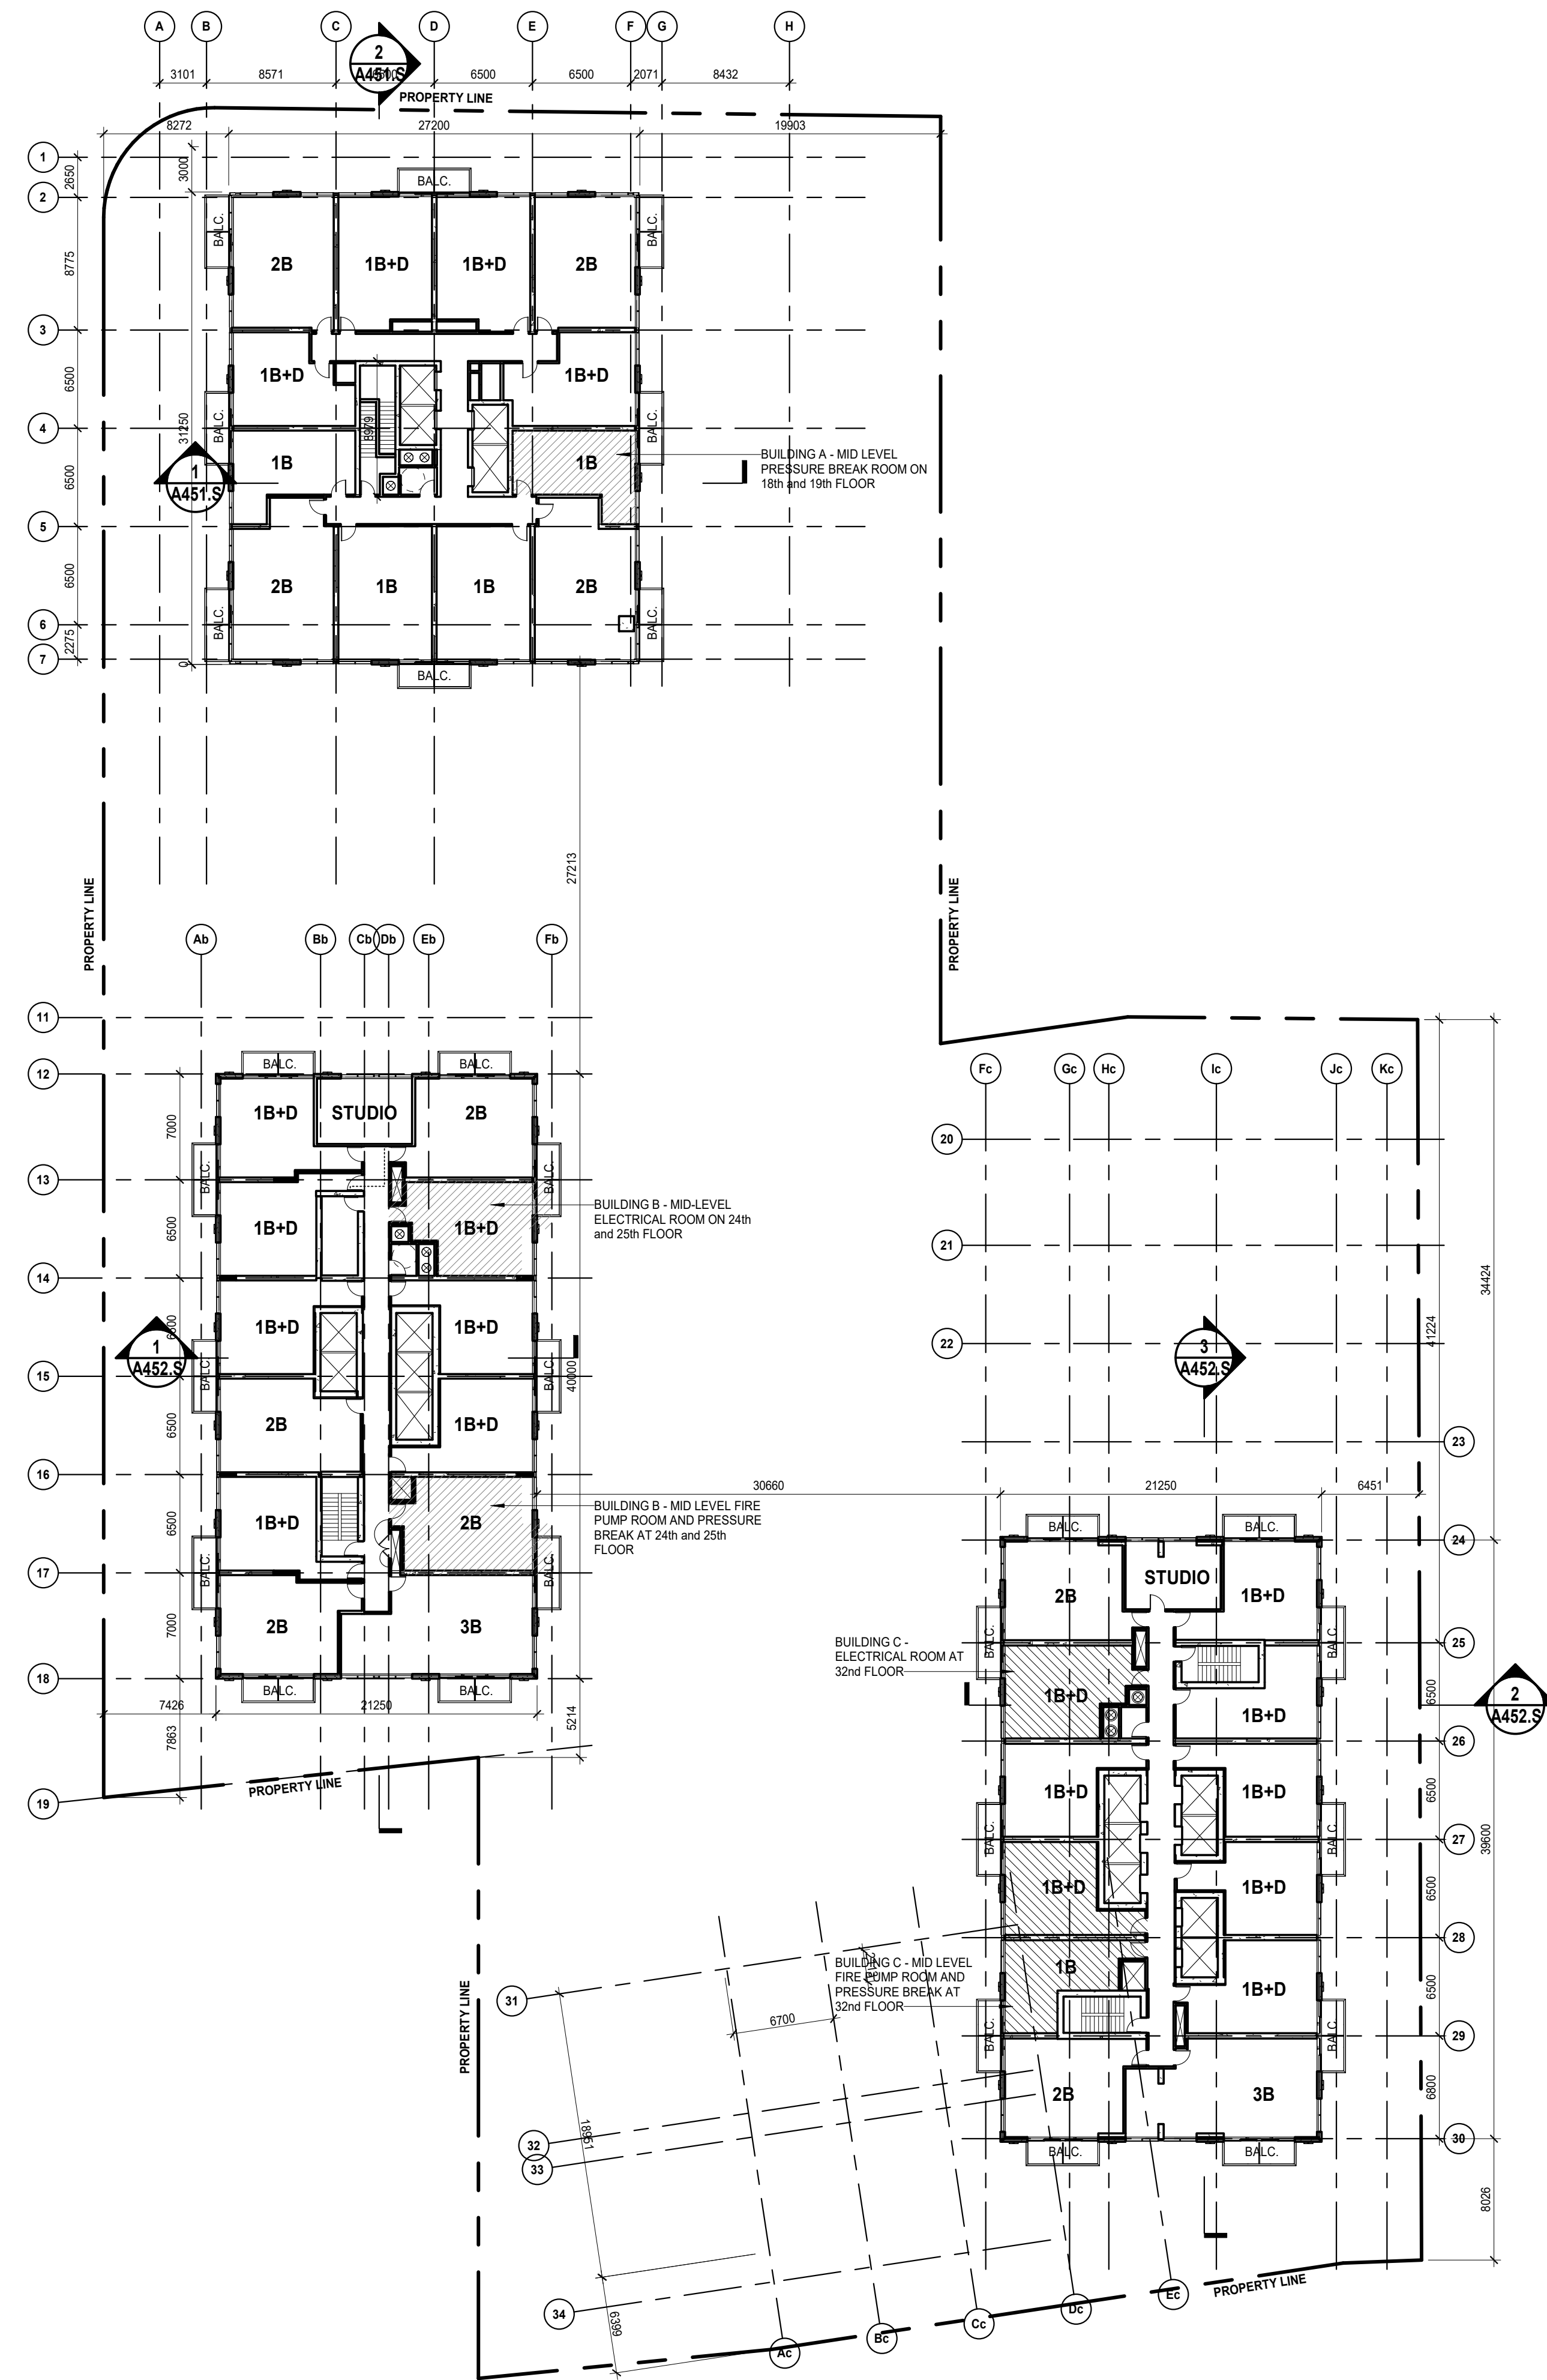 A
B
C
D
E
F
G
H
2
A451.S
3101
8571
6500
6500
2071
8432
PROPERTY LINE
8272
27200
19903
1
2
3
4
5
6
7
2650
3000
8775
6500
31250
6500
6500
2275
0
BALC.
BALC.
BALC.
2B
1B+D
1B+D
2B
1B+D
1B+D
8979
BALC.
BALC.
1B
1B
1
A451.S
BUILDING A - MID LEVEL
PRESSURE BREAK ROOM ON
18th and 19th FLOOR
2B
1B
1B
2B
BALC.
BALC.
BALC.
27213
PROPERTY LINE
PROPERTY LINE
Ab
Bb
Cb
Db
Eb
Fb
11
12
13
14
15
16
17
18
19
BALC.
BALC.
7000
1B+D
STUDIO
2B
BALC.
BALC.
6500
1B+D
1B+D
BUILDING B - MID-LEVEL
ELECTRICAL ROOM ON 24th
and 25th FLOOR
6500
1B+D
1B+D
1
A452.S
BALC.
BALC.
40000
6500
2B
1B+D
6500
1B+D
2B
BUILDING B - MID LEVEL FIRE
PUMP ROOM AND PRESSURE
BREAK AT 24th and 25th
FLOOR
BALC.
BALC.
7000
2B
3B
BALC.
BALC.
7426
21250
5214
7863
PROPERTY LINE
Fc
Gc
Hc
Ic
Jc
Kc
20
21
22
23
24
25
26
27
28
29
30
3
A452.S
34424
41224
30660
21250
6451
BALC.
BALC.
2B
STUDIO
1B+D
BALC.
BALC.
BUILDING C -
ELECTRICAL ROOM AT
32nd FLOOR
1B+D
1B+D
6500
2
A452.S
1B+D
1B+D
6500
BALC.
BALC.
39600
1B+D
1B+D
6500
BUILDING C - MID LEVEL
FIRE PUMP ROOM AND
PRESSURE BREAK AT
32nd FLOOR
1B
1B+D
6500
BALC.
BALC.
2B
3B
6800
BALC.
BALC.
8026
PROPERTY LINE
31
32
33
34
6700
18951
6399
Ac
Bc
Cc
Dc
Ec
PROPERTY LINE